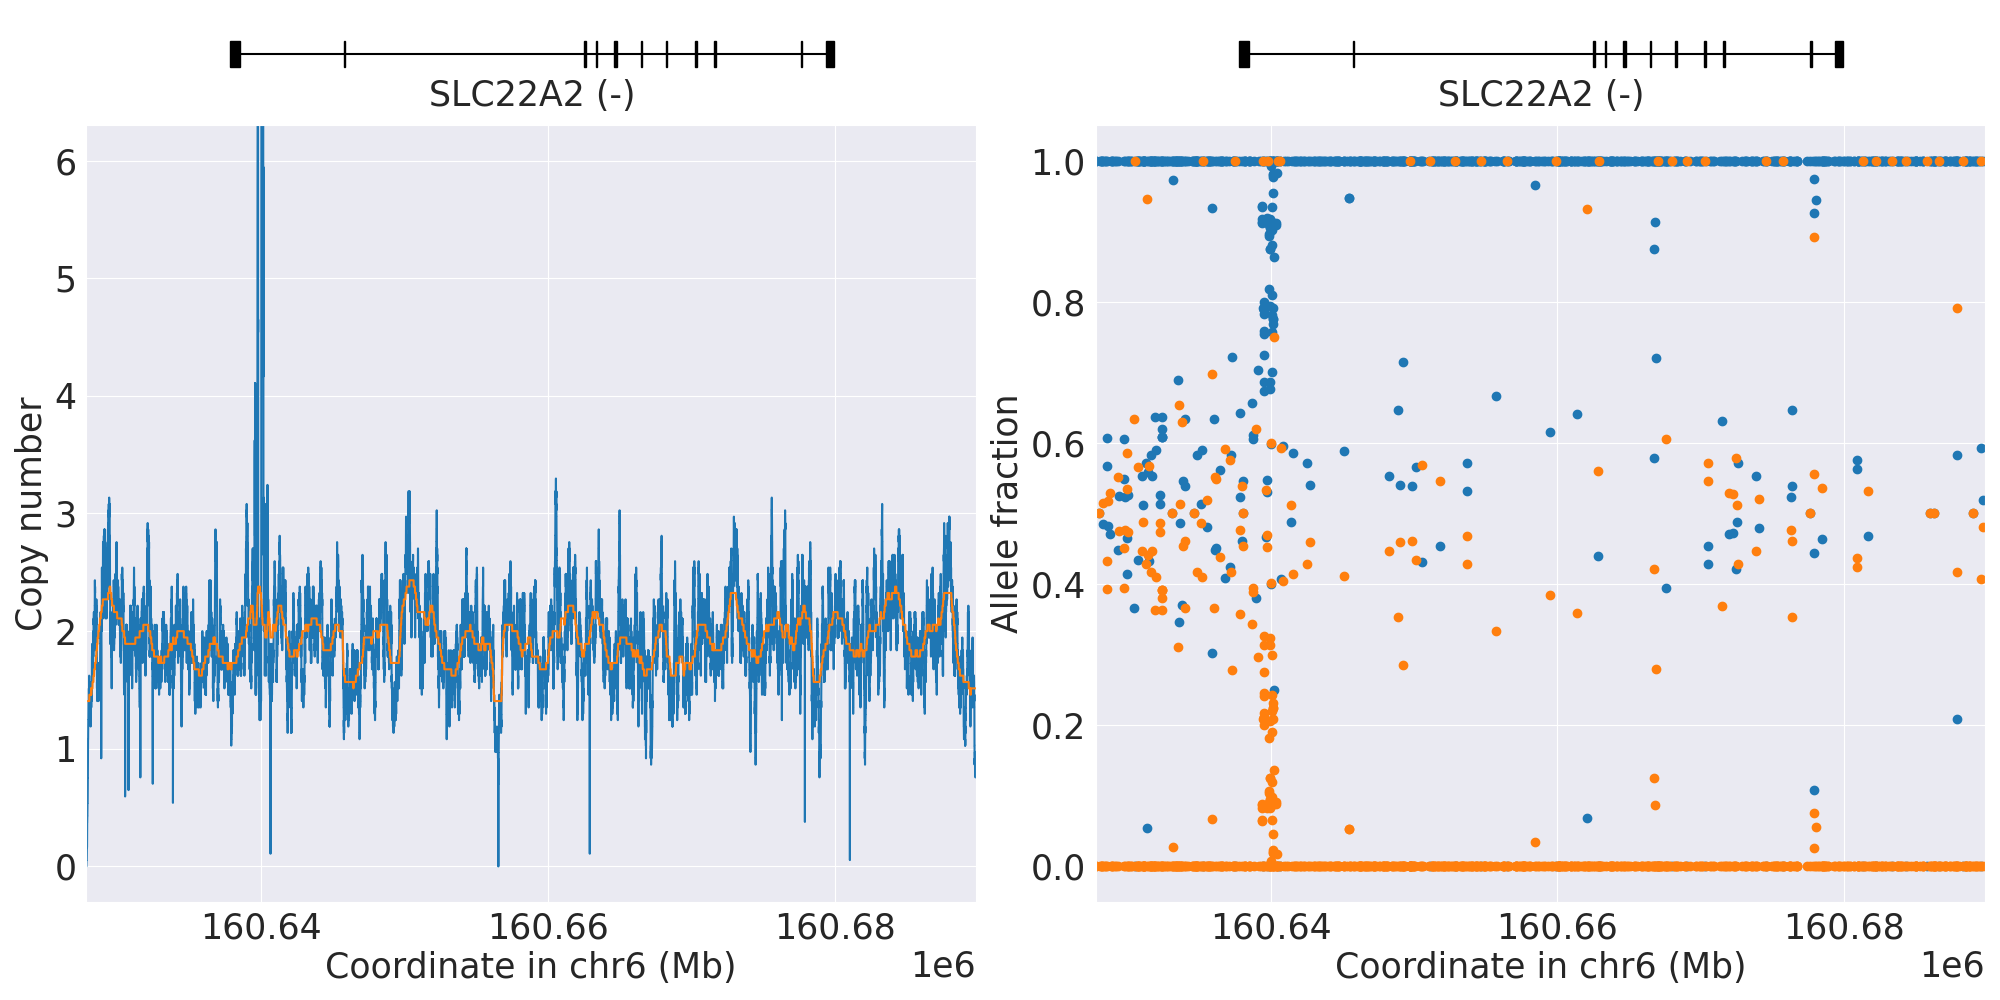 SLC22A2 (-)
6
5
4
3
2
1
0
Copy number
160.64
160.66
160.68
Coordinate in chr6 (Mb)
1e6
SLC22A2 (-)
1.0
0.8
0.6
0.4
0.2
0.0
Allele fraction
160.64
160.66
160.68
Coordinate in chr6 (Mb)
1e6